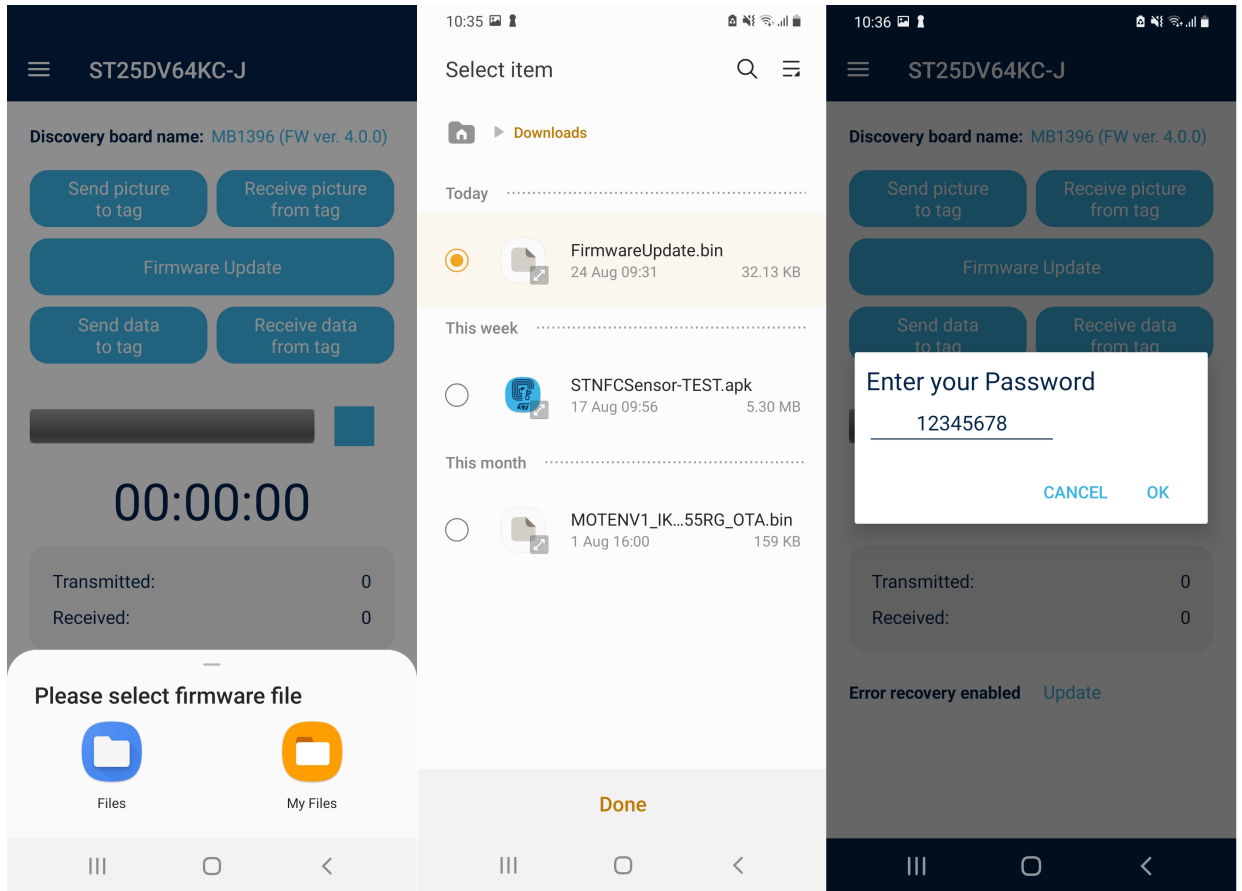 ST25DV64KC-J
Discovery board name: MB1396 (FW ver. 4.0.0)
Send picture
to tag
Receive picture
from tag
Firmware Update
Send data
to tag
Receive data
from tag
00:00:00
Transmitted: 0
Received: 0
Please select firmware file
Files
My Files
10:35
Select item
Downloads
Today
FirmwareUpdate.bin
24 Aug 09:31 32.13 KB
This week
STNFCSensor-TEST.apk
17 Aug 09:56 5.30 MB
This month
MOTENV1_IK...55RG_OTA.bin
1 Aug 16:00 159 KB
Done
10:36
ST25DV64KC-J
Discovery board name: MB1396 (FW ver. 4.0.0)
Send picture
to tag
Receive picture
from tag
Firmware Update
Send data
to tag
Receive data
from tag
Enter your Password
12345678
CANCEL OK
Transmitted: 0
Received: 0
Error recovery enabled Update